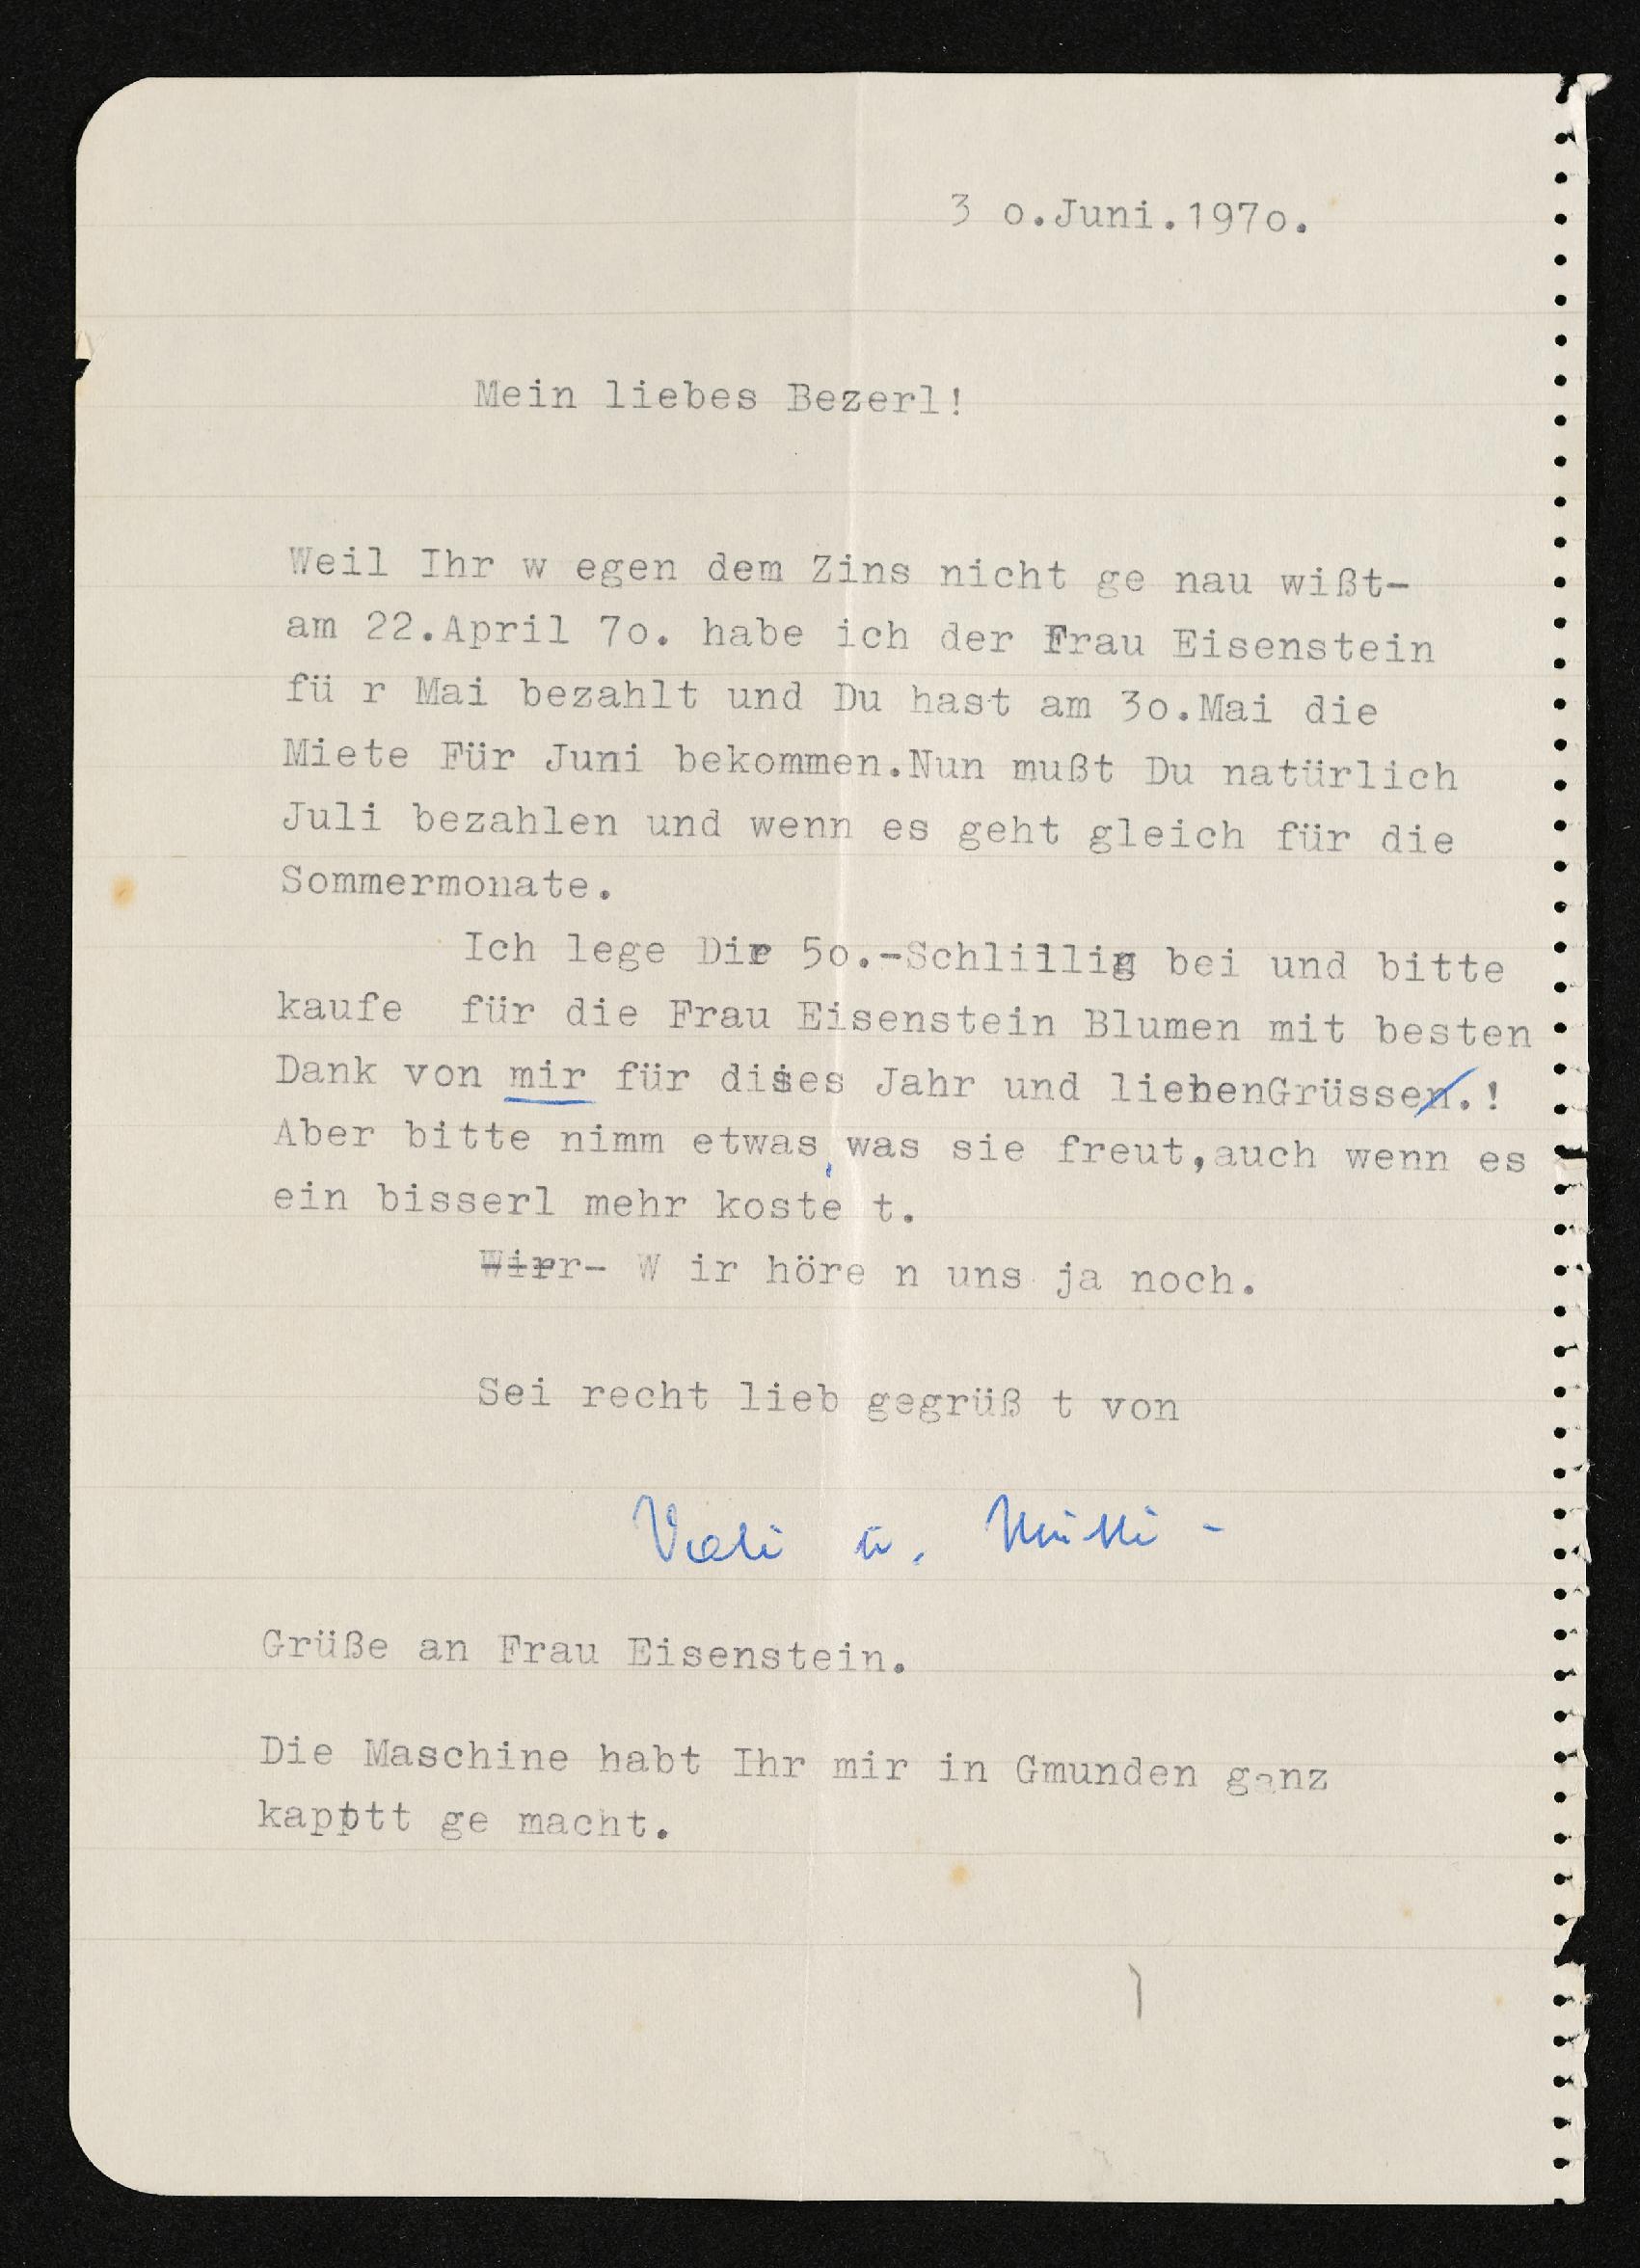 3 o.Juni.197o.
Mein liebes Bezerl!
Weil Ihr w egen dem Zins nicht ge nau wißt-
am 22.April 7o. habe ich der Frau Eisenstein
fü r Mai bezahlt und Du hast am 3o.Mai die
Miete Für Juni bekommen.Nun mußt Du natürlich
Juli bezahlen und wenn es geht gleich für die
Sommermonate.
Ich lege Dir 5o.-Schlillig bei und bitte
kaufe  für die Frau Eisenstein Blumen mit besten
Dank von mir für dises Jahr und liebenGrüssen.!
Aber bitte nimm etwas, was sie freut,auch wenn es
ein bisserl mehr koste t.
Wirr- W ir höre n uns ja noch.
Sei recht lieb gegrüß t von
Vati u. Mutti -
Grüße an Frau Eisenstein.
Die Maschine habt Ihr mir in Gmunden ganz
kapptt ge macht.